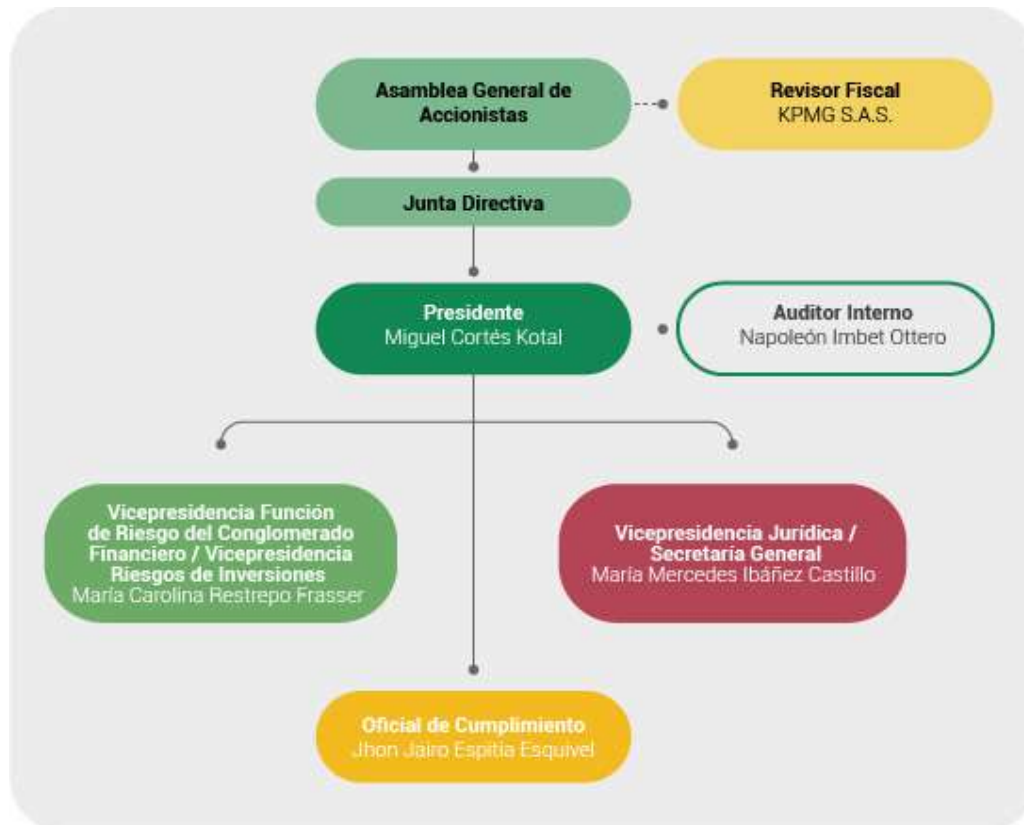 Asamblea General de
Accionistas
Revisor Fiscal
KPMG S.A.S.
Junta Directiva
Presidente
Miguel Cortés Kotal
Auditor Interno
Napoleón Imbet Ottero
Vicepresidencia Función
de Riesgo del Conglomerado
Financiero / Vicepresidencia
Riesgos de Inversiones
María Carolina Restrepo Frasser
Vicepresidencia Jurídica /
Secretaría General
María Mercedes Ibáñez Castillo
Oficial de Cumplimiento
Jhon Jairo Espitia Esquivel